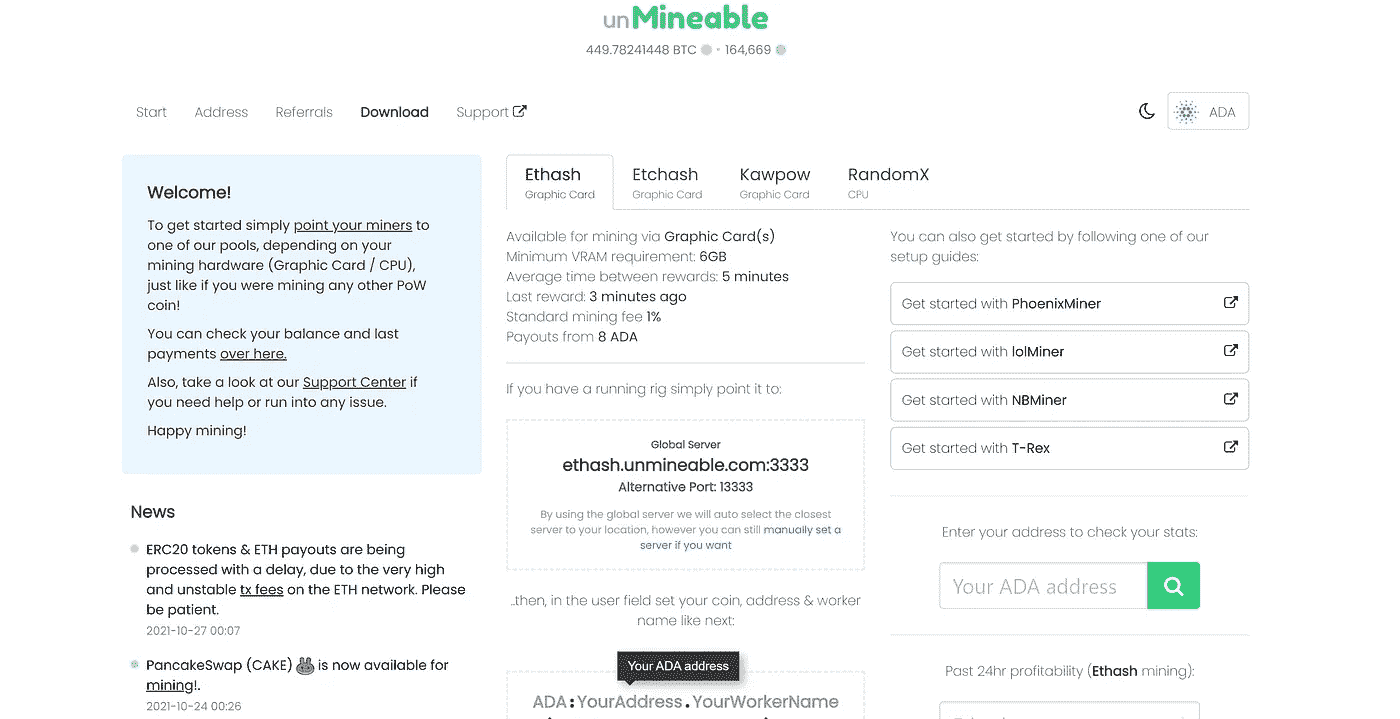 unMineable
449.78241448 BTC • 164,669
Start Address Referrals Download Support
ADA
Welcome!
To get started simply point your miners to
one of our pools, depending on your
mining hardware (Graphic Card / CPU),
just like if you were mining any other PoW
coin!
You can check your balance and last
payments over here.
Also, take a look at our Support Center if
you need help or run into any issue.
Happy mining!
News
ERC20 tokens & ETH payouts are being
processed with a delay, due to the very high
and unstable tx fees on the ETH network. Please
be patient.
2021-10-27 00:07
PancakeSwap (CAKE) is now available for
mining!.
2021-10-24 00:26
Ethash Etchash Kawpow RandomX
Graphic Card Graphic Card Graphic Card CPU
Available for mining via Graphic Card(s)
Minimum VRAM requirement: 6GB
Average time between rewards: 5 minutes
Last reward: 3 minutes ago
Standard mining fee 1%
Payouts from 8 ADA
If you have a running rig simply point it to:
Global Server
ethash.unmineable.com:3333
Alternative Port: 13333
By using the global server we will auto select the closest
server to your location, however you can still manually set a
server if you want
..then, in the user field set your coin, address & worker
name like next:
Your ADA address
ADA:YourAddress.YourWorkerName
You can also get started by following one of our
setup guides:
Get started with PhoenixMiner
Get started with lolMiner
Get started with NBMiner
Get started with T-Rex
Enter your address to check your stats:
Your ADA address
Past 24hr profitability (Ethash mining):